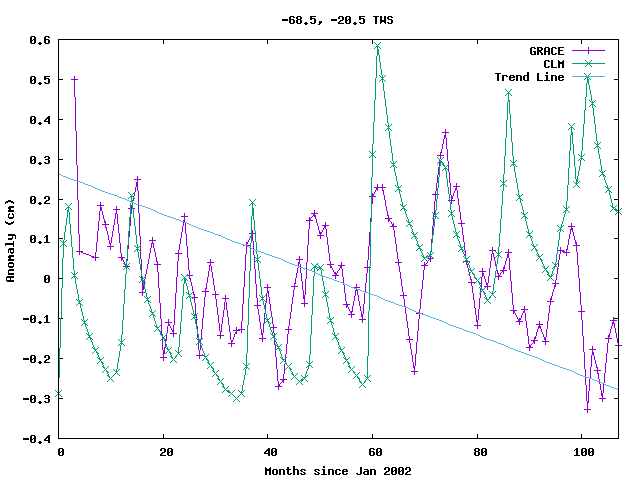 -68.5, -20.5 TWS
GRACE
CLM
Trend Line
0.6
0.5
0.4
0.3
0.2
0.1
0
-0.1
-0.2
-0.3
-0.4
Anomaly (cm)
0 20 40 60 80 100
Months since Jan 2002